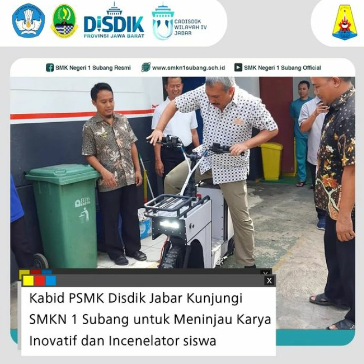 DISDIK
PROVINSI JAWA BARAT
CADISDIK
WILAYAH IV
JABAR
SMK Negeri 1 Subang Resmi
www.smkn1subang.sch.id
SMK Negeri 1 Subang Official
X
Kabid PSMK Disdik Jabar Kunjungi
SMKN 1 Subang untuk Meninjau Karya
Inovatif dan Incenelator siswa